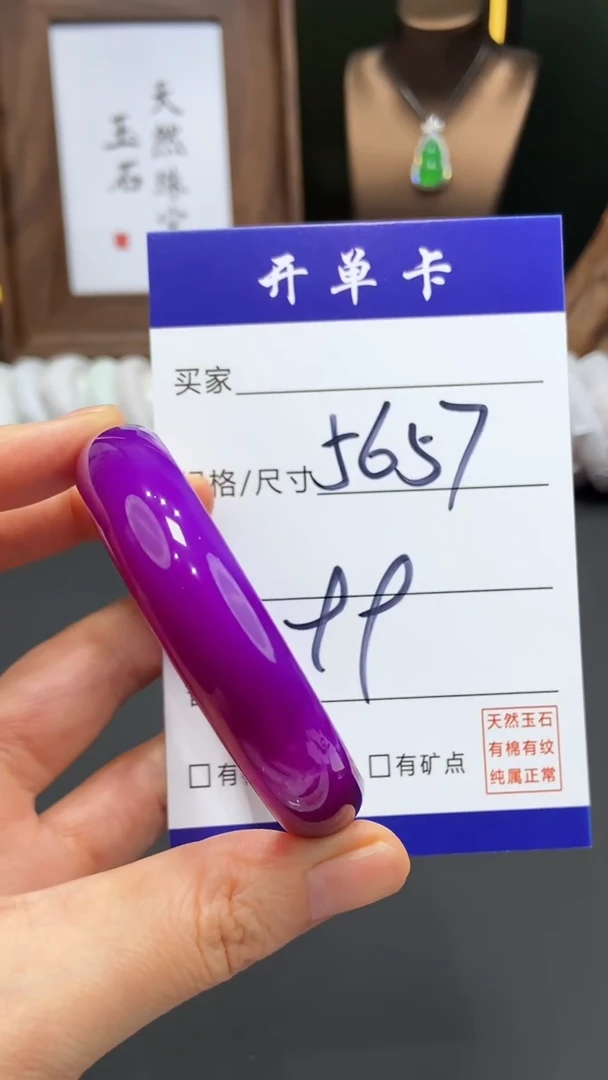 天然珠宝
玉石
开单卡
买家
格/尺寸 5657
□有
□有矿点
天然玉石
有棉有纹
纯属正常